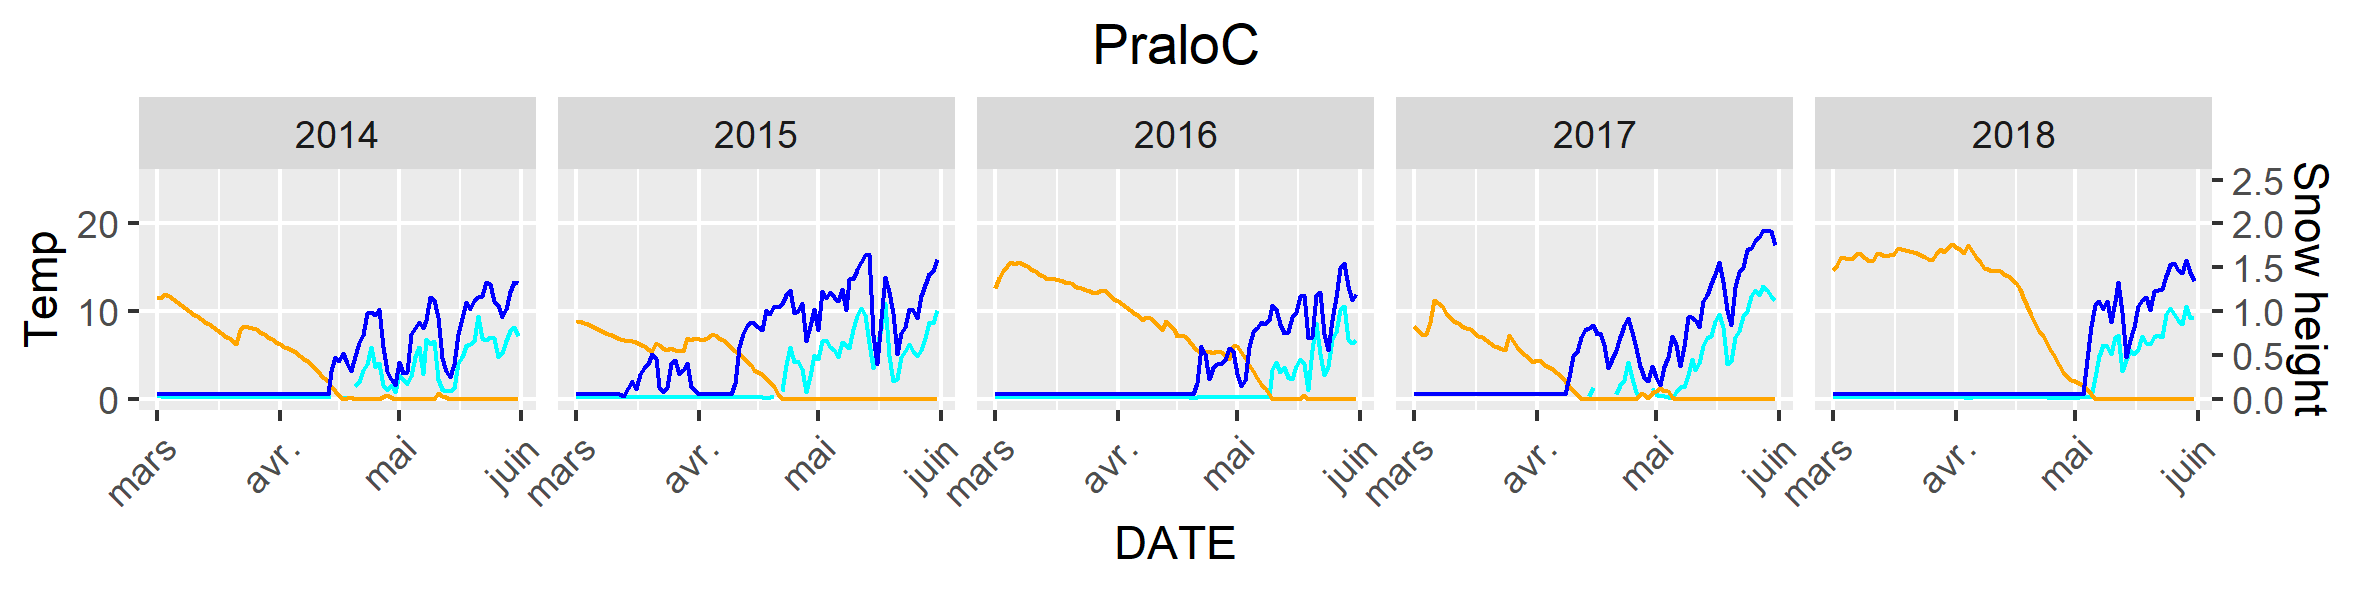 PraloC
2014 2015 2016 2017 2018
Temp
20
10
0
2.5
2.0
1.5
1.0
0.5
0.0
Snow height
mars avr. mai juin mars avr. mai juin mars avr. mai juin mars avr. mai juin mars avr. mai juin
DATE